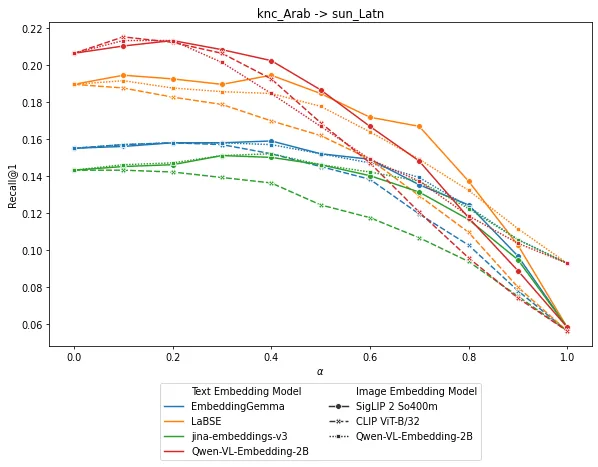 knc_Arab -> sun_Latn
Recall@1
0.22
0.20
0.18
0.16
0.14
0.12
0.10
0.08
0.06
0.0 0.2 0.4 0.6 0.8 1.0
α
Text Embedding Model Image Embedding Model
EmbeddingGemma SigLIP 2 So400m
LaBSE CLIP ViT-B/32
jina-embeddings-v3 Qwen-VL-Embedding-2B
Qwen-VL-Embedding-2B